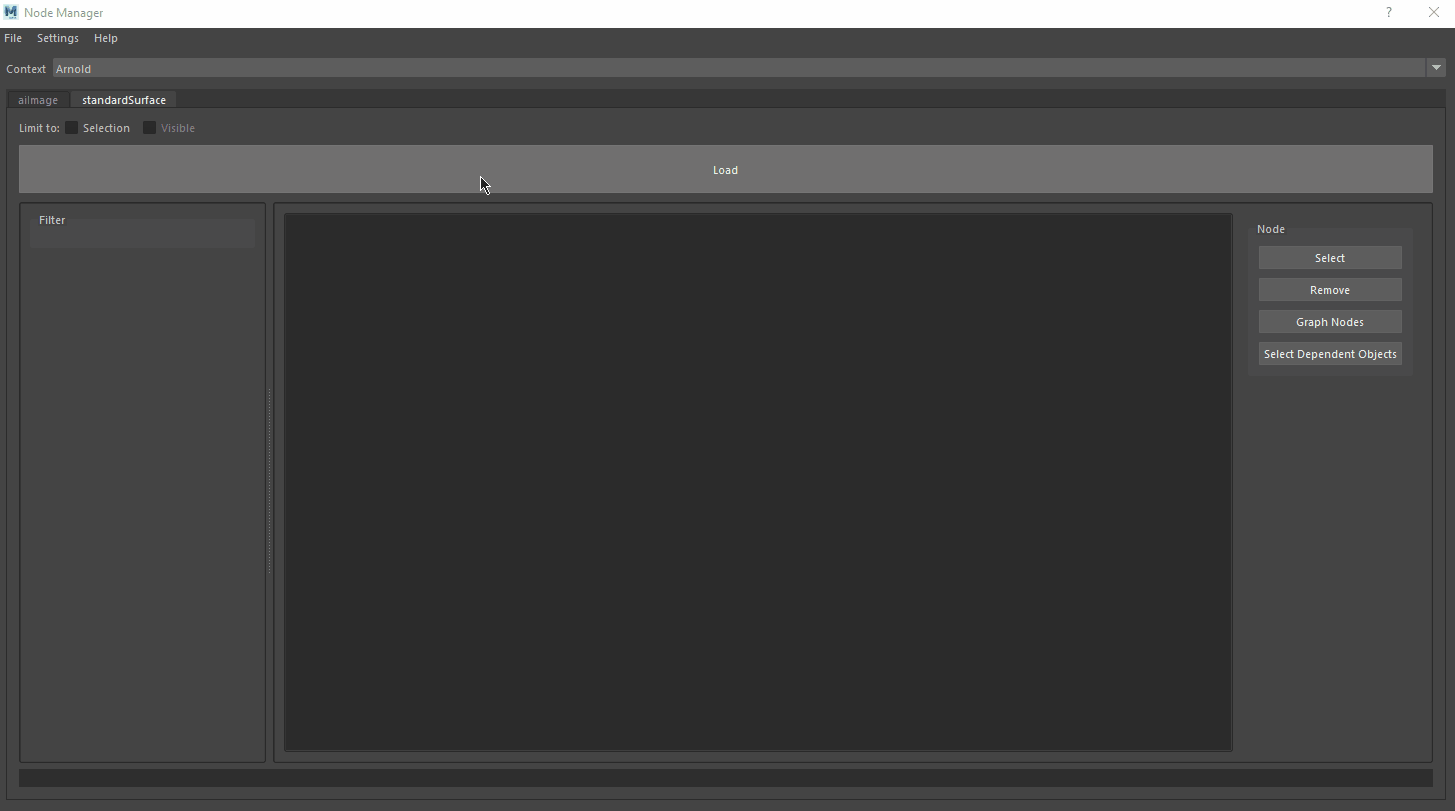 Node Manager
File Settings Help
Context Arnold
aiImage standardSurface
Limit to: Selection Visible
Load
Filter
Node
Select
Remove
Graph Nodes
Select Dependent Objects